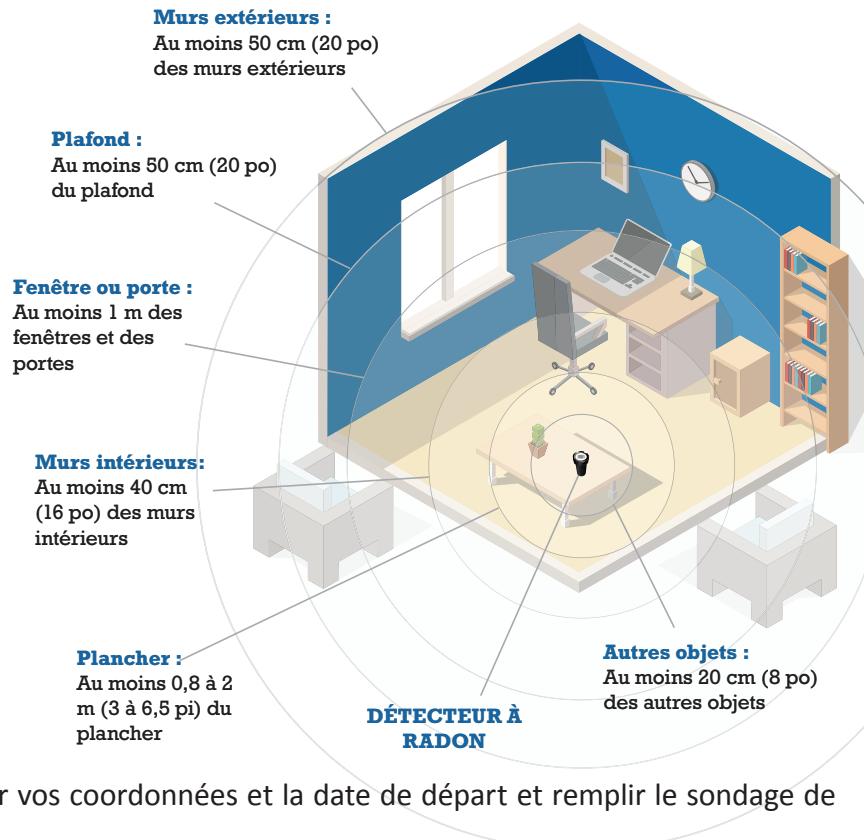 Murs extérieurs :
Au moins 50 cm (20 po)
des murs extérieurs
Plafond :
Au moins 50 cm (20 po)
du plafond
Fenêtre ou porte :
Au moins 1 m des
fenêtres et des
portes
Murs intérieurs:
Au moins 40 cm
(16 po) des murs
intérieurs
Plancher :
Au moins 0,8 à 2
m (3 à 6,5 pi) du
plancher
DÉTECTEUR À
RADON
Autres objets :
Au moins 20 cm (8 po)
des autres objets
r vos coordonnées et la date de départ et remplir le sondage de